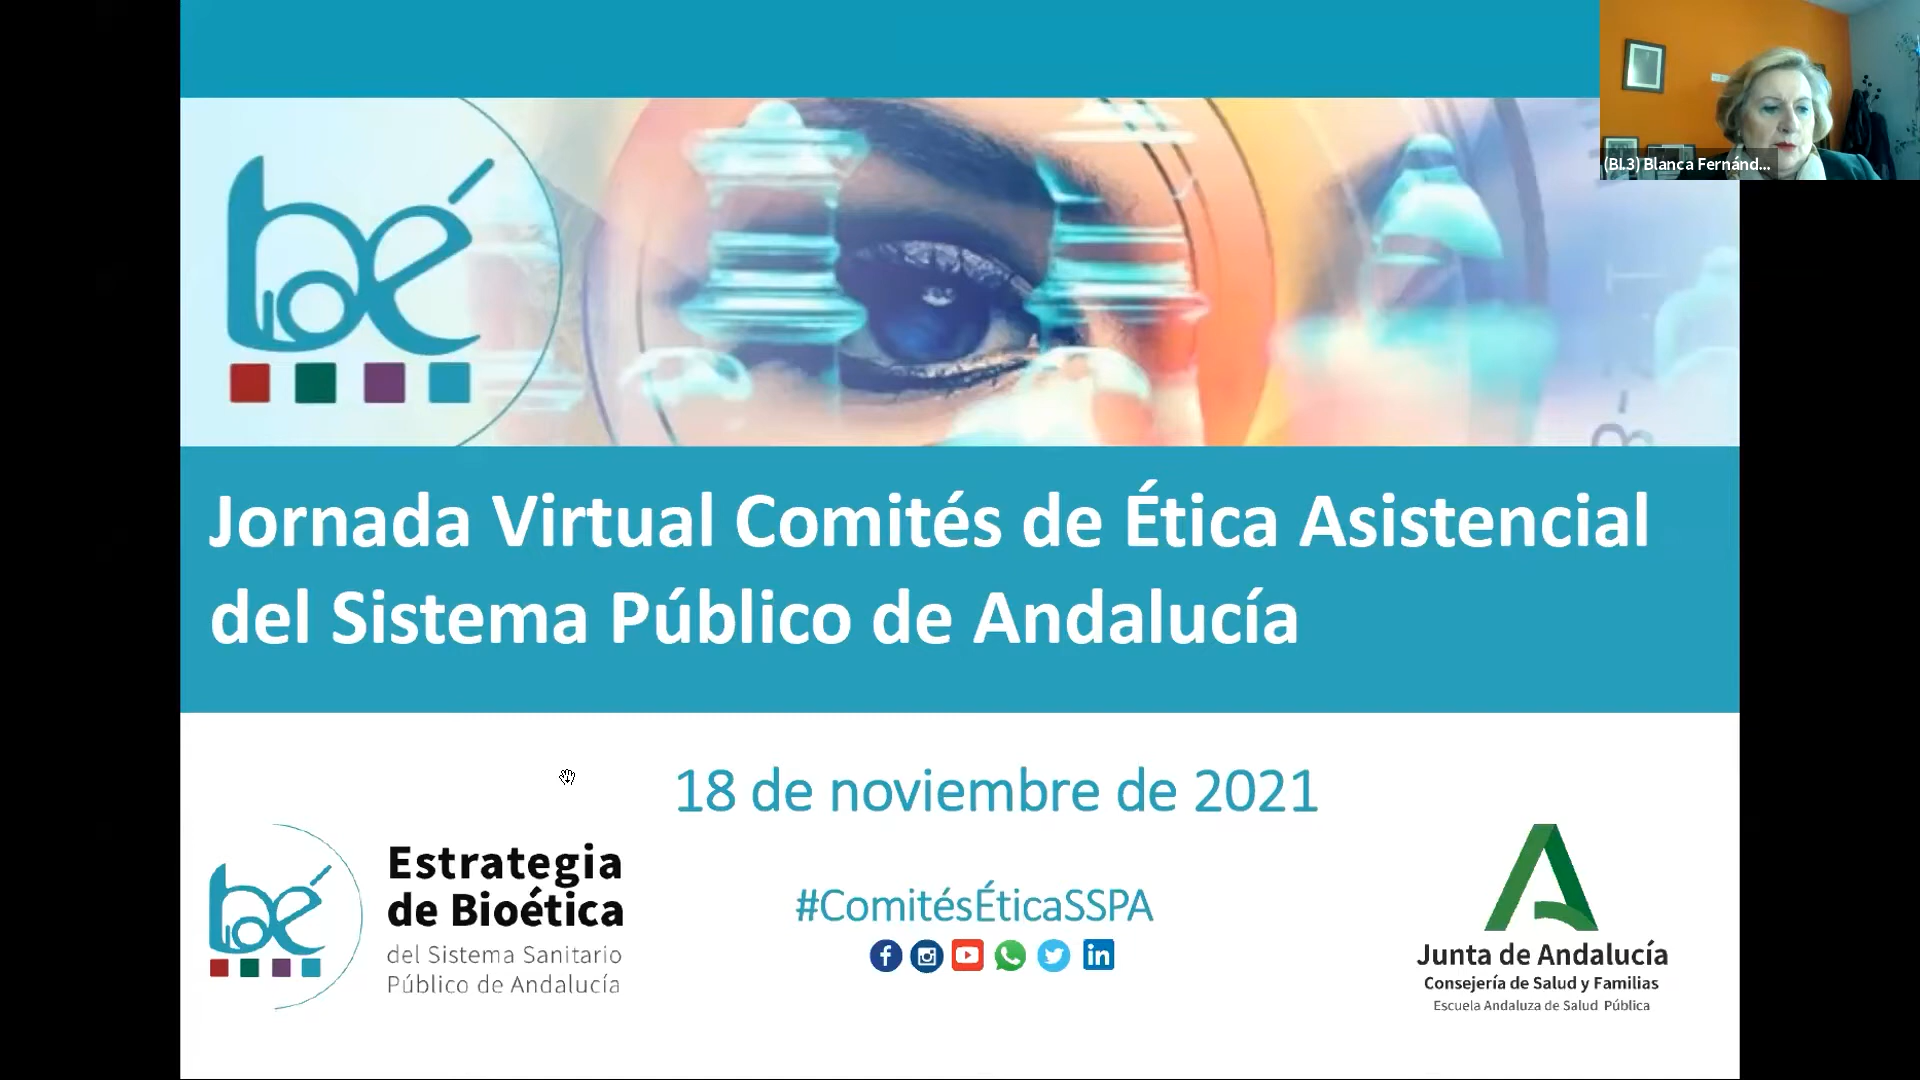 (BL3) Blanca Fernánd...
bioé
Jornada Virtual Comités de Ética Asistencial
del Sistema Público de Andalucía
18 de noviembre de 2021
bioé
Estrategia
de Bioética
del Sistema Sanitario
Público de Andalucía
#ComitésÉticaSSPA
Junta de Andalucía
Consejería de Salud y Familias
Escuela Andaluza de Salud Pública